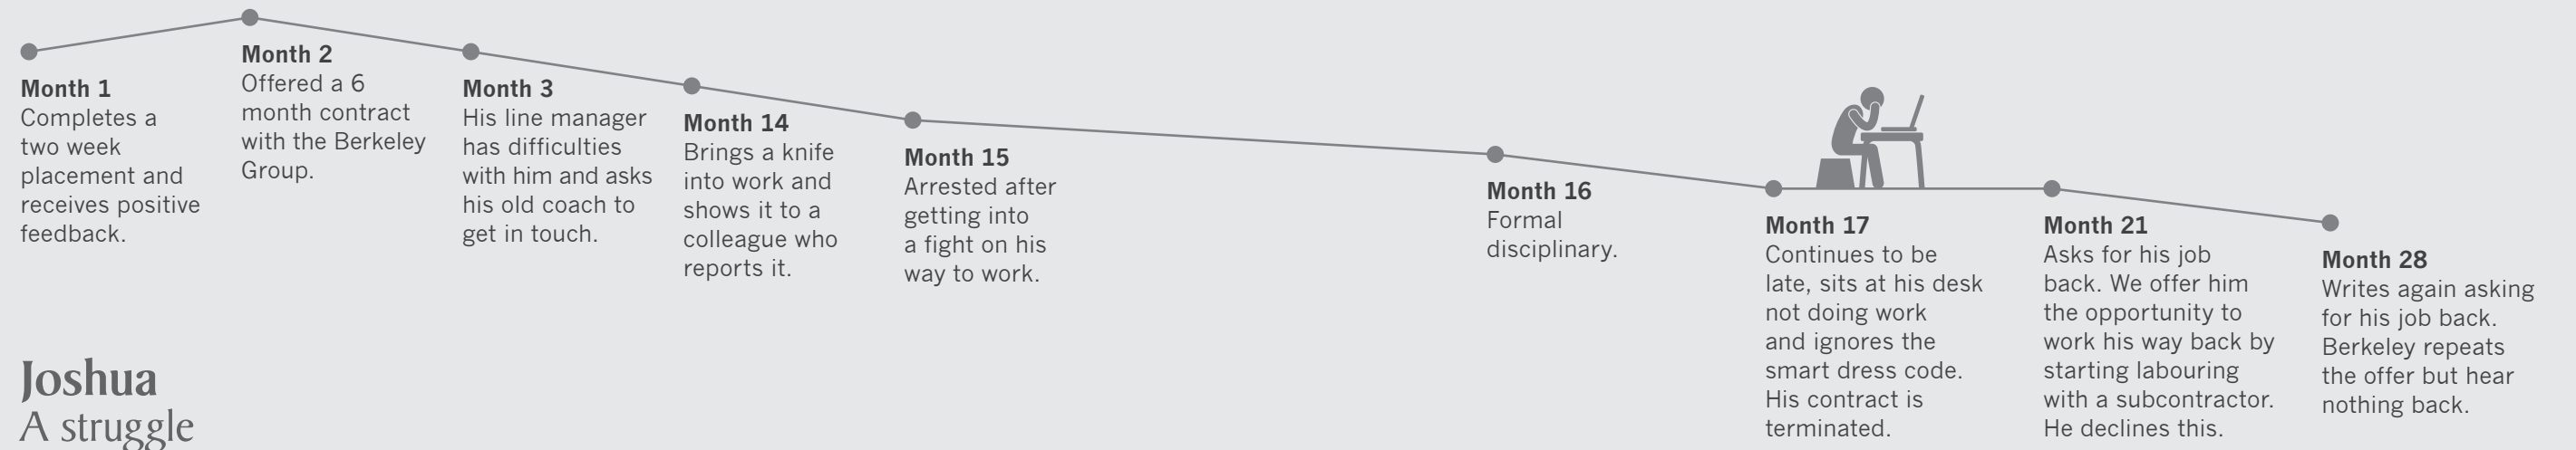 Month 1
Completes a
two week
placement and
receives positive
feedback.
Month 2
Offered a 6
month contract
with the Berkeley
Group.
Month 3
His line manager
has difficulties
with him and asks
his old coach to
get in touch.
Month 14
Brings a knife
into work and
shows it to a
colleague who
reports it.
Month 15
Arrested after
getting into
a fight on his
way to work.
Month 16
Formal
disciplinary.
Month 17
Continues to be
late, sits at his desk
not doing work
and ignores the
smart dress code.
His contract is
terminated.
Month 21
Asks for his job
back. We offer him
the opportunity to
work his way back by
starting labouring
with a subcontractor.
He declines this.
Month 28
Writes again asking
for his job back.
Berkeley repeats
the offer but hear
nothing back.
Joshua
A struggle